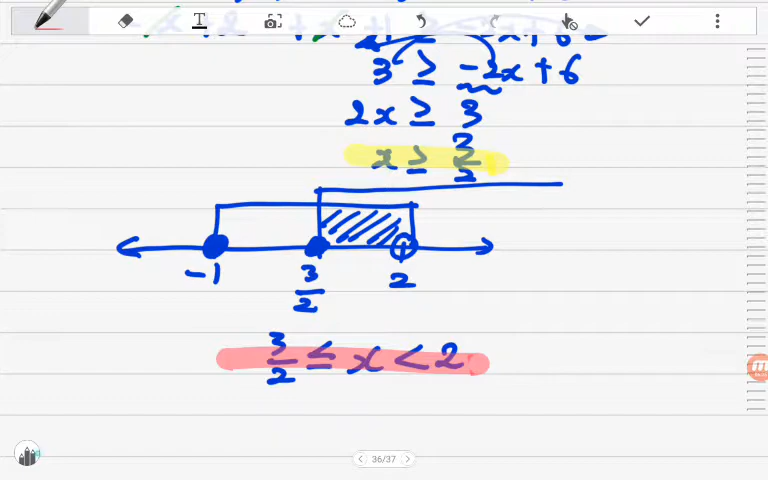 3 ≥ -2x + 6
2x ≥ 3
x ≥ 3/2
-1 3/2 2
3/2 ≤ x < 2
36/37